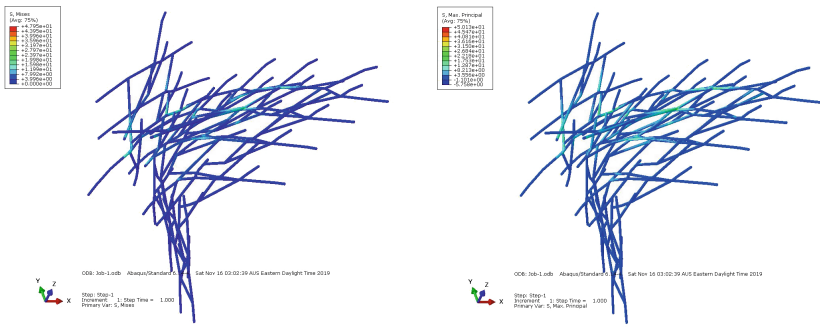 S, Mises
(Avg: 75%)
+4.795e+01
+4.395e+01
+3.996e+01
+3.596e+01
+3.197e+01
+2.797e+01
+2.397e+01
+1.998e+01
+1.598e+01
+1.199e+01
+7.992e+00
+3.996e+00
+0.000e+00
ODB: Job-1.odb Abaqus/Standard 6. Sat Nov 16 03:02:39 AUS Eastern Daylight Time 2019
Y
Z
X
Step: Step-1
Increment 1: Step Time = 1.000
Primary Var: S, Mises
S, Max. Principal
(Avg: 75%)
+5.013e+01
+4.547e+01
+4.081e+01
+3.616e+01
+3.150e+01
+2.684e+01
+2.218e+01
+1.753e+01
+1.287e+01
+8.213e+00
+3.556e+00
-1.101e+00
-5.758e+00
ODB: Job-1.odb Abaqus/Standard 6. Sat Nov 16 03:02:39 AUS Eastern Daylight Time 2019
Y
Z
X
Step: Step-1
Increment 1: Step Time = 1.000
Primary Var: S, Max. Principal